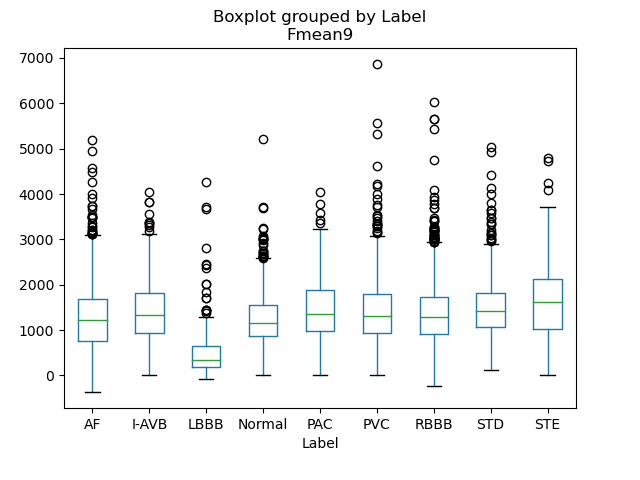 Boxplot grouped by Label
Fmean9
7000
6000
5000
4000
3000
2000
1000
0
AF I-AVB LBBB Normal PAC PVC RBBB STD STE
Label